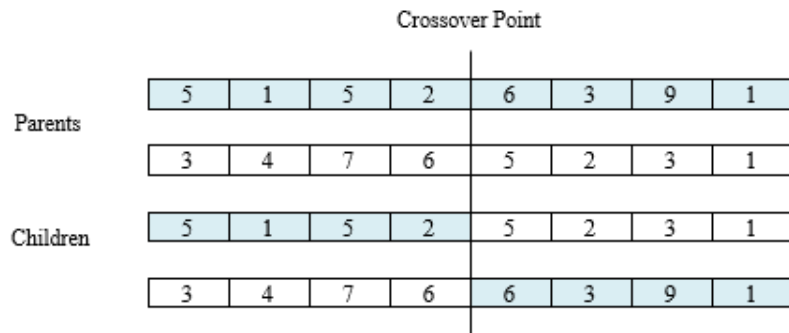 Crossover Point
5 1 5 2 6 3 9 1
Parents
3 4 7 6 5 2 3 1
5 1 5 2 5 2 3 1
Children
3 4 7 6 6 3 9 1